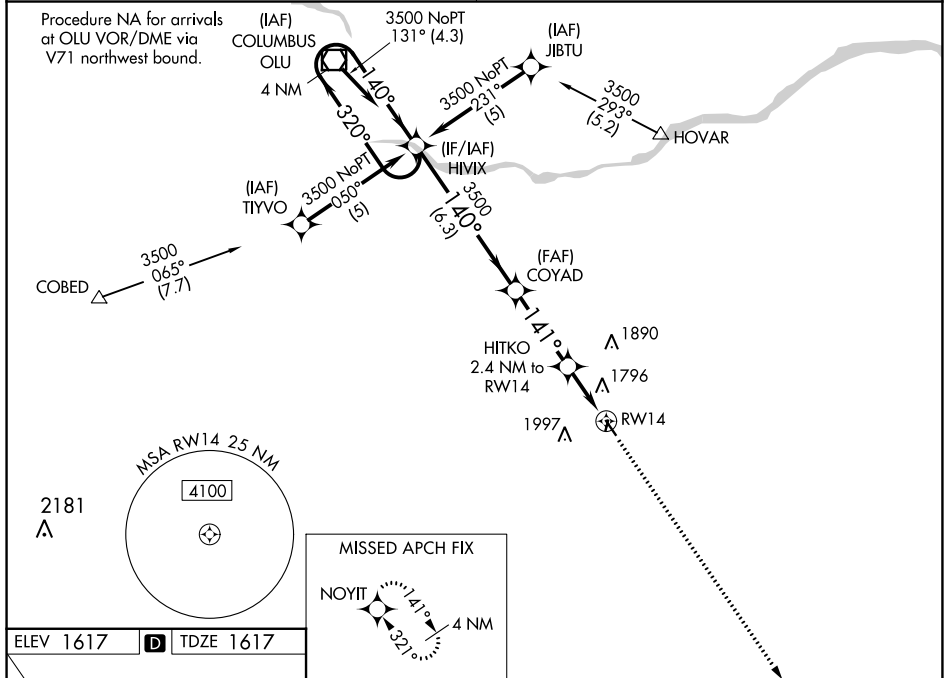 Procedure NA for arrivals
at OLU VOR/DME via
V71 northwest bound.
(IAF)
COLUMBUS
OLU
4 NM
3500 NoPT
131° (4.3)
140°
320°
(IAF)
JIBTU
3500 NoPT
231°
(5)
3500
293°
(5.2)
HOVAR
(IF/IAF)
HIVIX
(IAF)
TIYVO
3500 NoPT
050°
(5)
3500
065°
(7.7)
COBED
3500
140°
(6.3)
(FAF)
COYAD
141°
HITKO
2.4 NM to
RW14
1890
1796
1997
RW14
MSA RW14 25 NM
4100
2181
MISSED APCH FIX
NOYIT
141°
321°
4 NM
ELEV 1617 D TDZE 1617